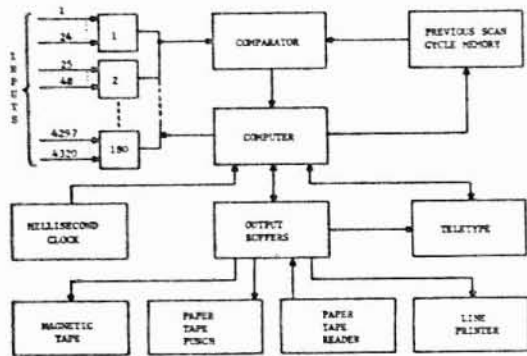 INPUTS
1
24
1
25
48
2
4297
4320
180
COMPARATOR
PREVIOUS SCAN
CYCLE MEMORY
COMPUTER
MILLISECOND
CLOCK
OUTPUT
BUFFERS
TELETYPE
MAGNETIC
TAPE
PAPER
TAPE
PUNCH
PAPER
TAPE
READER
LINE
PRINTER